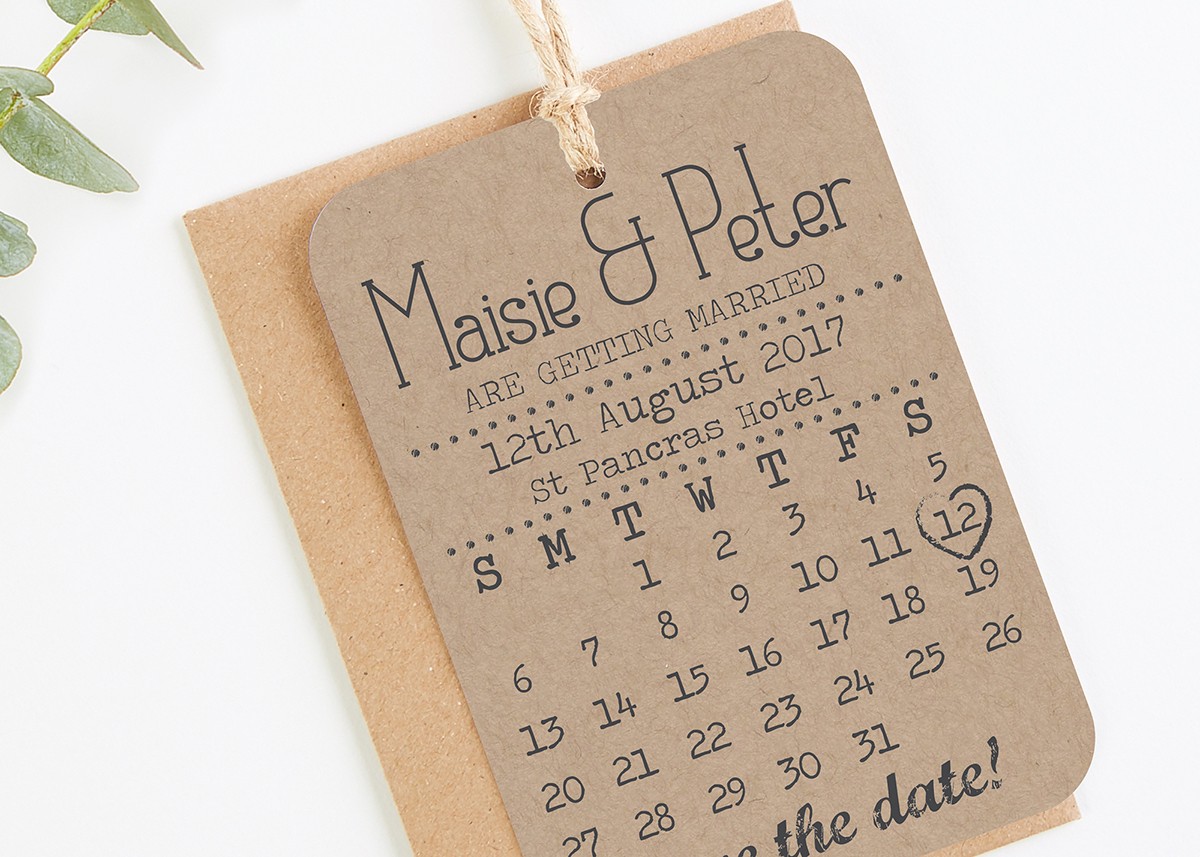 Maisie & Peter
ARE GETTING MARRIED
12th August 2017
St Pancras Hotel
S M T W T F S
1 2 3 4 5
6 7 8 9 10 11 12
13 14 15 16 17 18 19
20 21 22 23 24 25 26
27 28 29 30 31
the date!